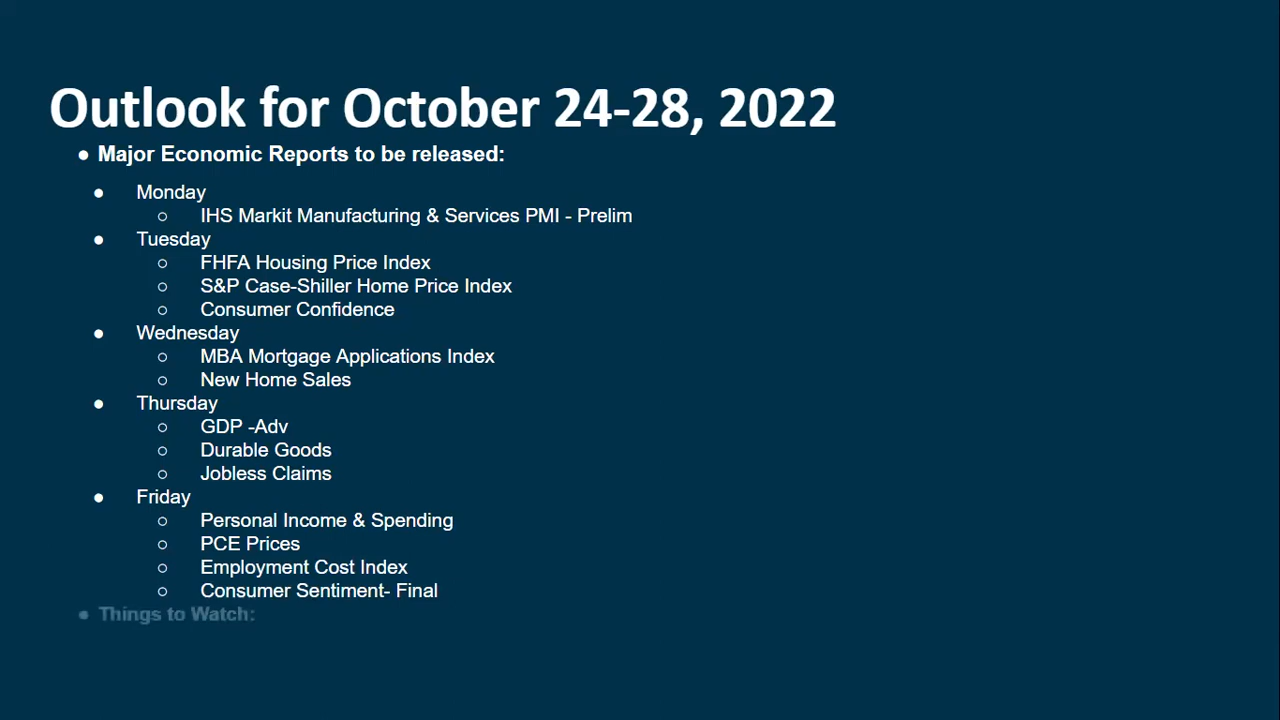 Outlook for October 24-28, 2022
● Major Economic Reports to be released:
● Monday
○ IHS Markit Manufacturing & Services PMI - Prelim
● Tuesday
○ FHFA Housing Price Index
○ S&P Case-Shiller Home Price Index
○ Consumer Confidence
● Wednesday
○ MBA Mortgage Applications Index
○ New Home Sales
● Thursday
○ GDP -Adv
○ Durable Goods
○ Jobless Claims
● Friday
○ Personal Income & Spending
○ PCE Prices
○ Employment Cost Index
○ Consumer Sentiment- Final
● Things to Watch: